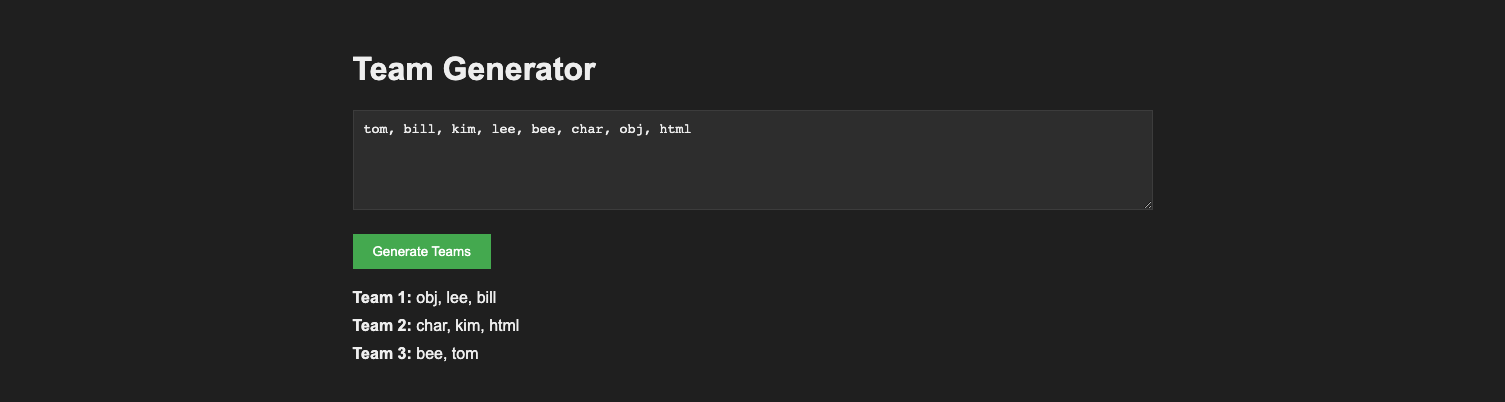 Team Generator
tom, bill, kim, lee, bee, char, obj, html
Generate Teams
Team 1: obj, lee, bill
Team 2: char, kim, html
Team 3: bee, tom